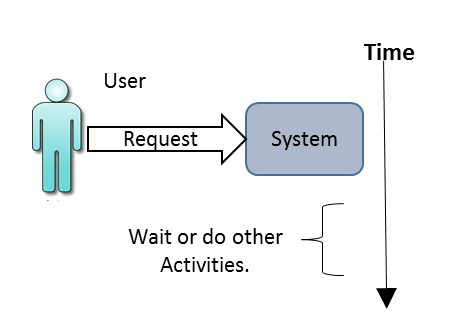 Time
User
Request
System
Wait or do other
Activities.